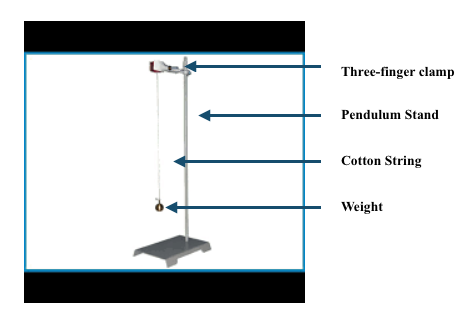 Three-finger clamp
Pendulum Stand
Cotton String
Weight